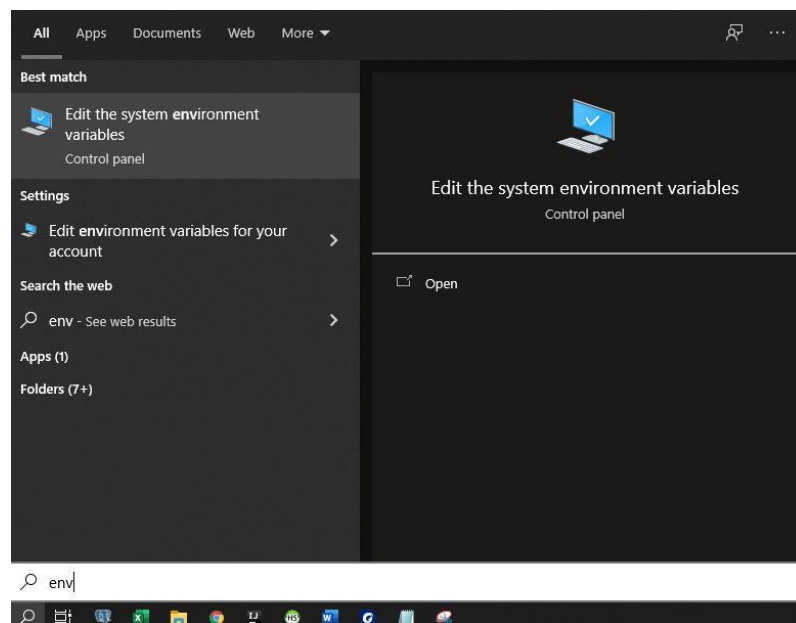 All Apps Documents Web More
Best match
Edit the system environment
variables
Control panel
Settings
Edit environment variables for your
account
Search the web
env - See web results
Apps (1)
Folders (7+)
Edit the system environment variables
Control panel
Open
env